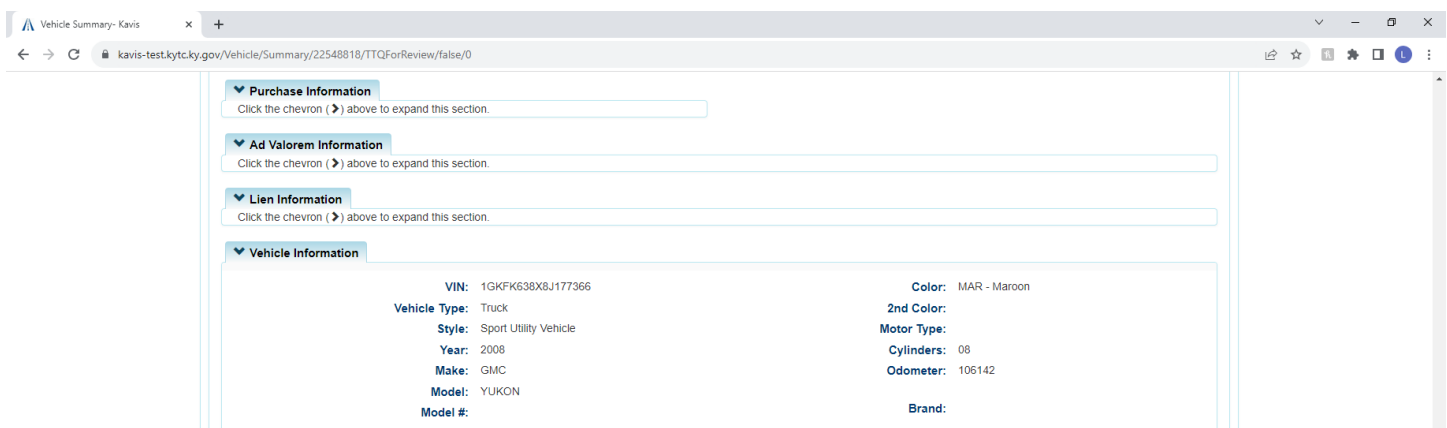 Vehicle Summary- Kavis
kavis-test.kytc.ky.gov/Vehicle/Summary/22548818/TTQForReview/false/0
L
Purchase Information
Click the chevron (❯) above to expand this section.
Ad Valorem Information
Click the chevron (❯) above to expand this section.
Lien Information
Click the chevron (❯) above to expand this section.
Vehicle Information
VIN: 1GKFK638X8J177366 Color: MAR - Maroon
Vehicle Type: Truck 2nd Color:
Style: Sport Utility Vehicle Motor Type:
Year: 2008 Cylinders: 08
Make: GMC Odometer: 106142
Model: YUKON
Model #: Brand: